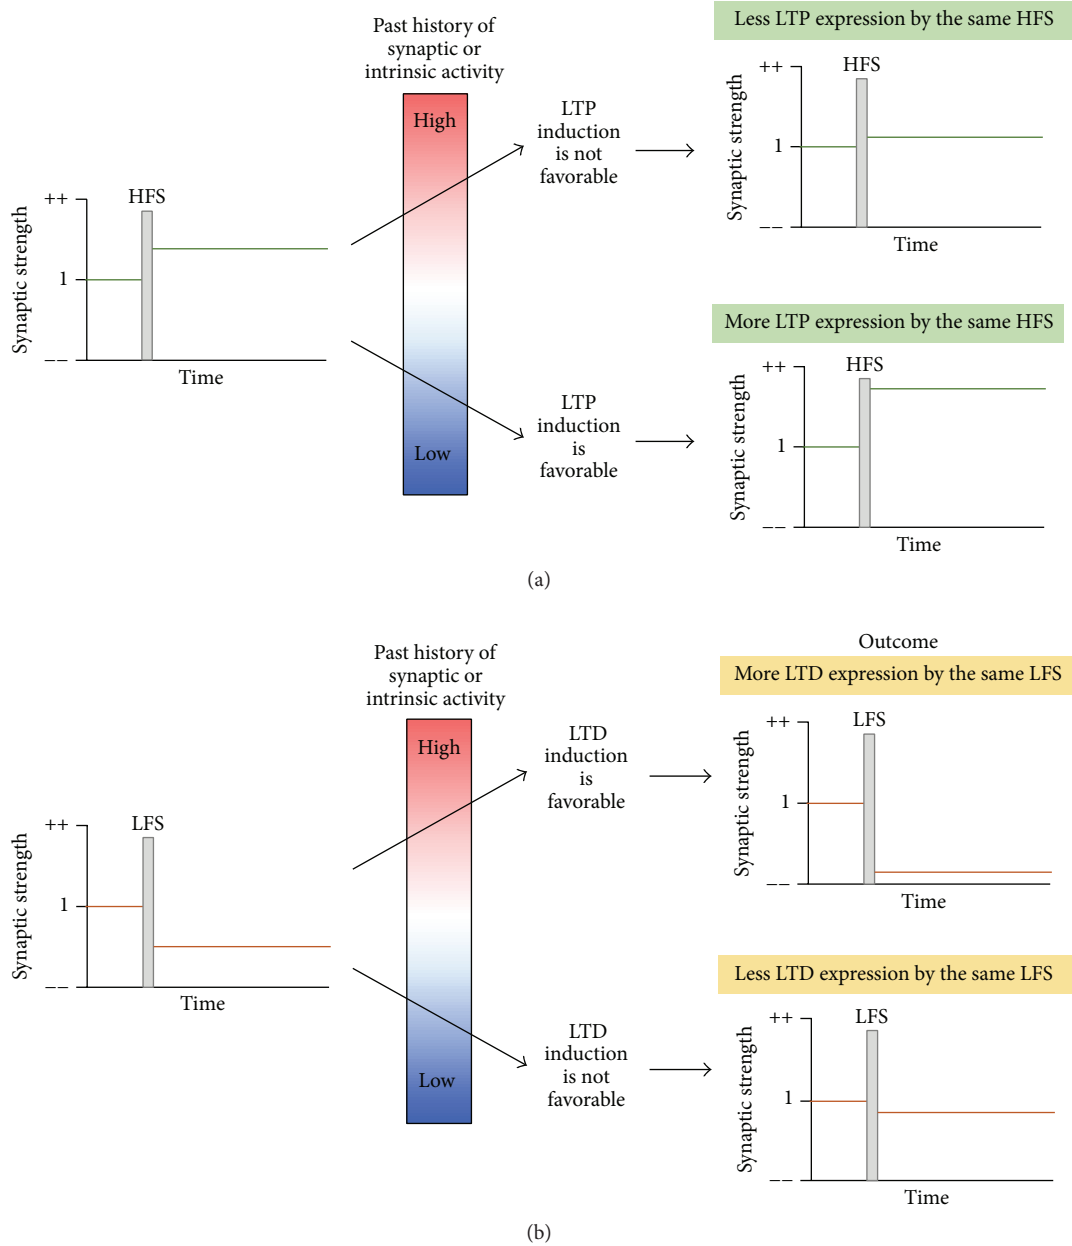 Past history of
synaptic or
intrinsic activity
High
Low
Synaptic strength
++
1
−−
HFS
Time
LTP
induction
is not
favorable
LTP
induction
is
favorable
Less LTP expression by the same HFS
Synaptic strength
++
1
−−
HFS
Time
More LTP expression by the same HFS
Synaptic strength
++
1
−−
HFS
Time
(a)
Past history of
synaptic or
intrinsic activity
High
Low
Synaptic strength
++
1
−−
LFS
Time
LTD
induction
is
favorable
LTD
induction
is not
favorable
Outcome
More LTD expression by the same LFS
Synaptic strength
++
1
−−
LFS
Time
Less LTD expression by the same LFS
Synaptic strength
++
1
−−
LFS
Time
(b)